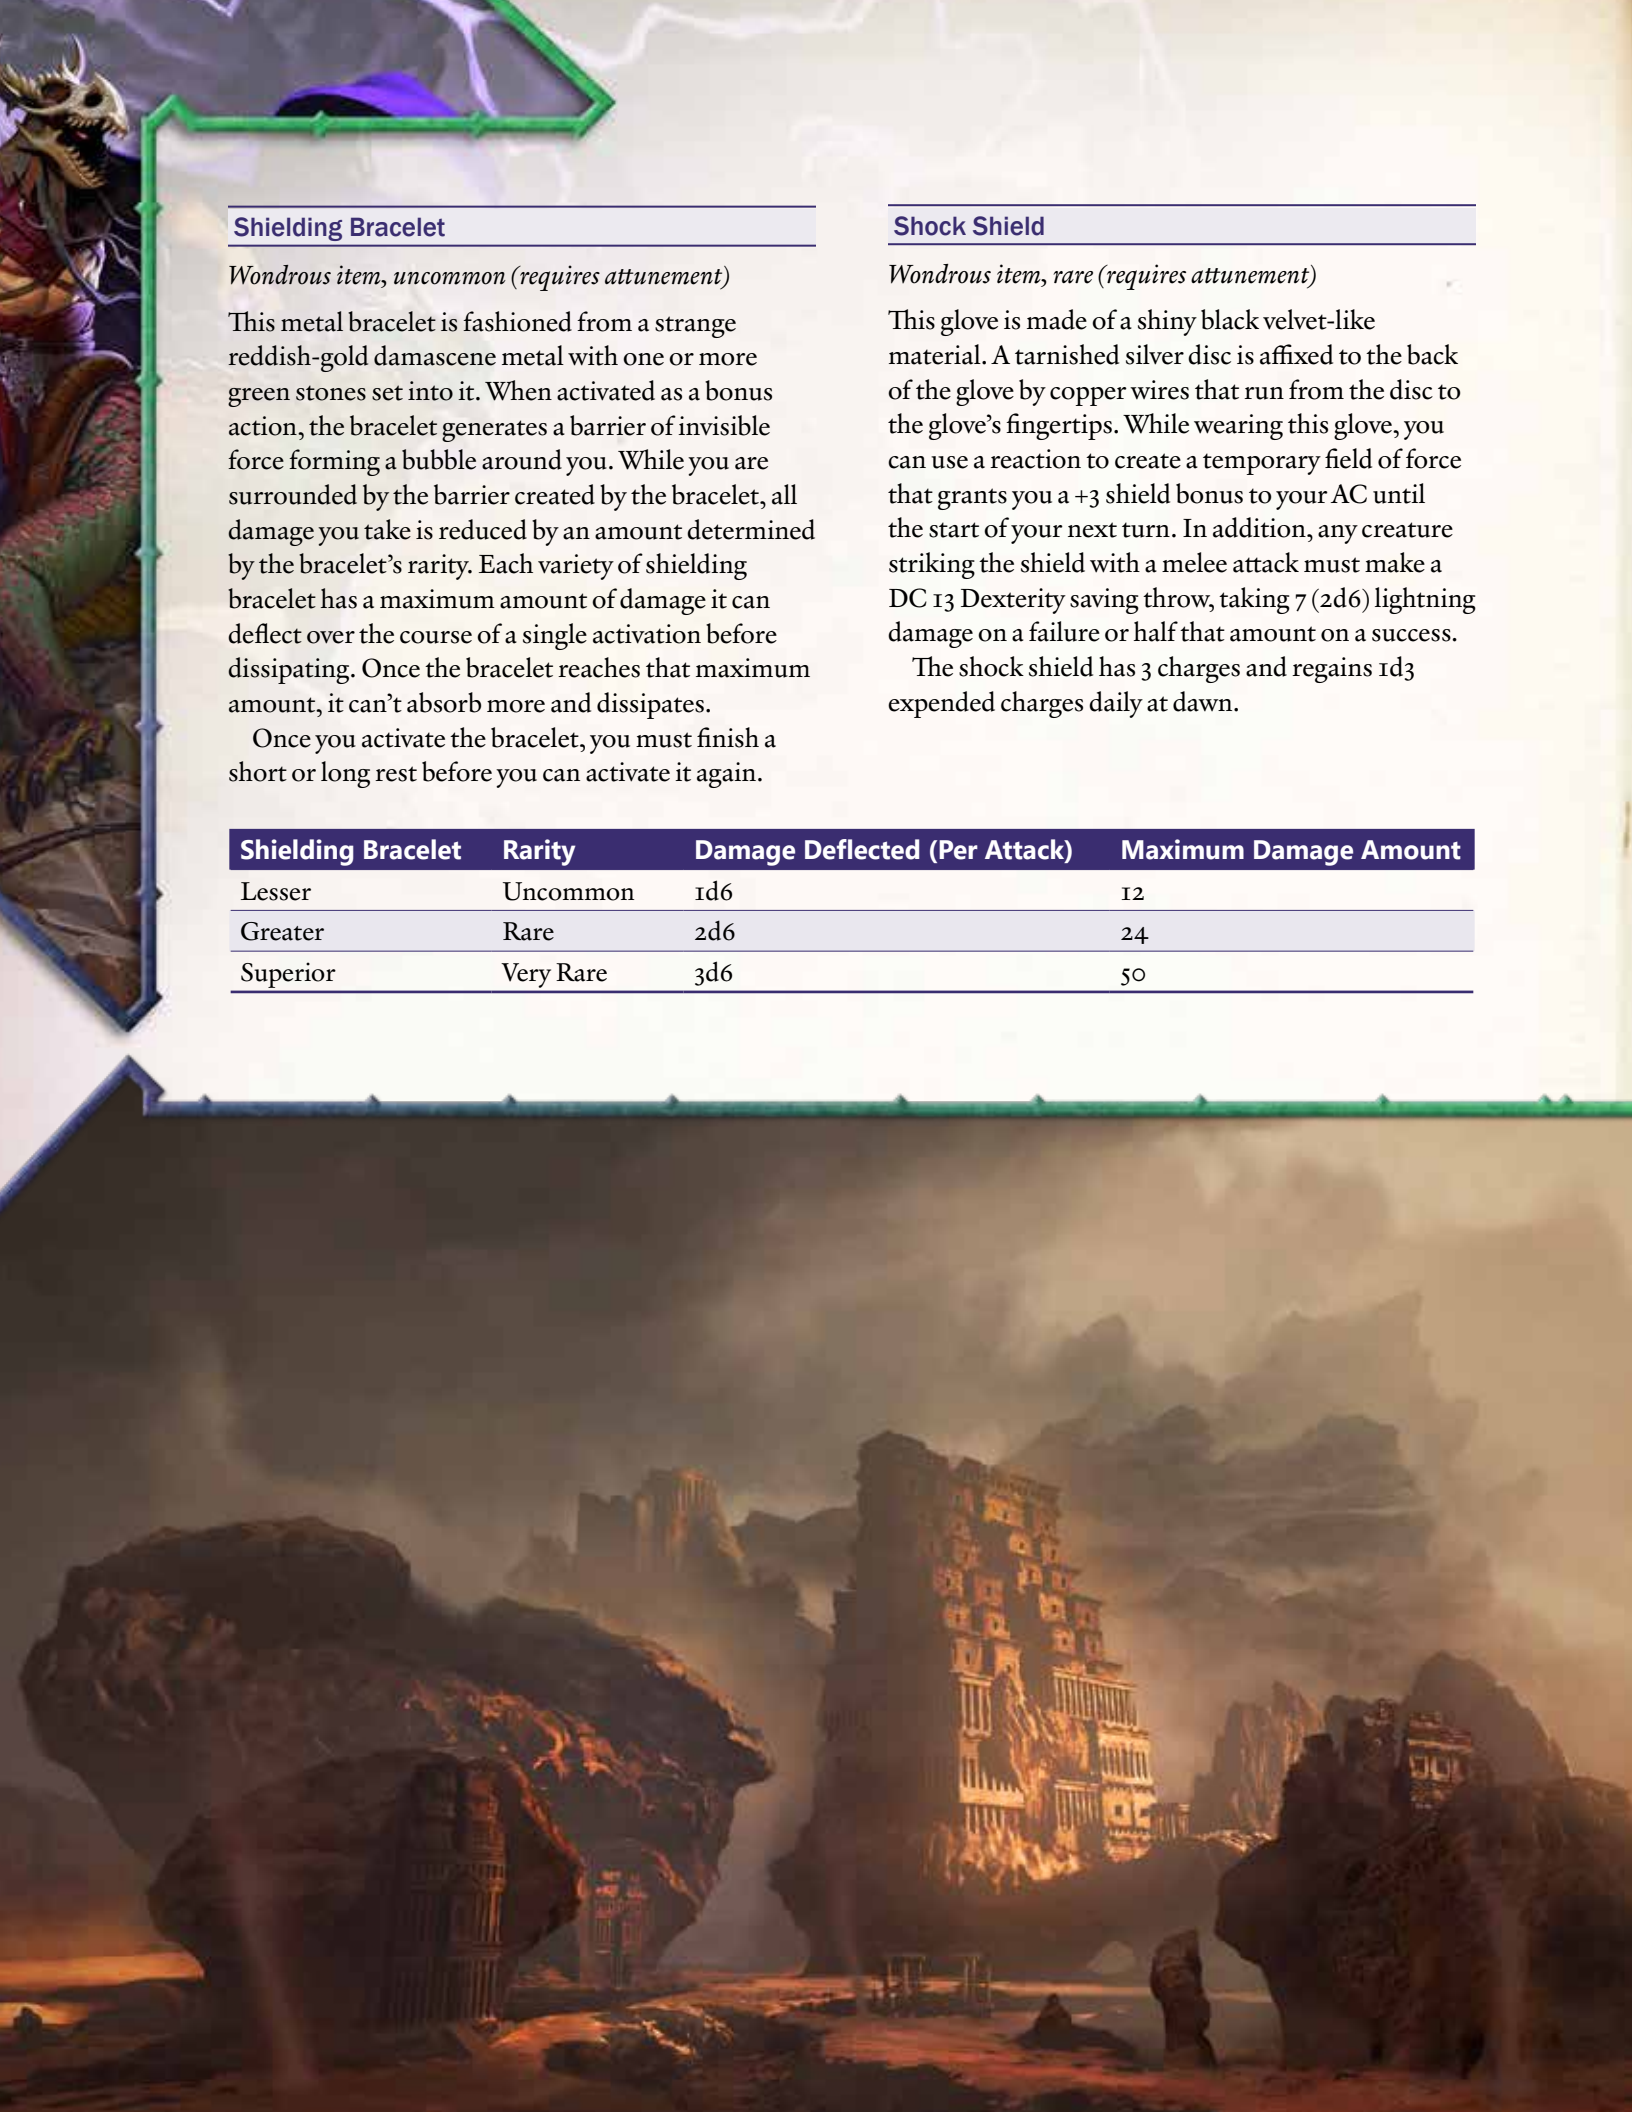 Shielding Bracelet
Wondrous item, uncommon (requires attunement)
This metal bracelet is fashioned from a strange
reddish-gold damascene metal with one or more
green stones set into it. When activated as a bonus
action, the bracelet generates a barrier of invisible
force forming a bubble around you. While you are
surrounded by the barrier created by the bracelet, all
damage you take is reduced by an amount determined
by the bracelet’s rarity. Each variety of shielding
bracelet has a maximum amount of damage it can
deflect over the course of a single activation before
dissipating. Once the bracelet reaches that maximum
amount, it can’t absorb more and dissipates.
Once you activate the bracelet, you must finish a
short or long rest before you can activate it again.
Shock Shield
Wondrous item, rare (requires attunement)
This glove is made of a shiny black velvet-like
material. A tarnished silver disc is affixed to the back
of the glove by copper wires that run from the disc to
the glove’s fingertips. While wearing this glove, you
can use a reaction to create a temporary field of force
that grants you a +3 shield bonus to your AC until
the start of your next turn. In addition, any creature
striking the shield with a melee attack must make a
DC 13 Dexterity saving throw, taking 7 (2d6) lightning
damage on a failure or half that amount on a success.
The shock shield has 3 charges and regains 1d3
expended charges daily at dawn.
Shielding Bracelet Rarity Damage Deflected (Per Attack) Maximum Damage Amount
Lesser Uncommon 1d6 12
Greater Rare 2d6 24
Superior Very Rare 3d6 50